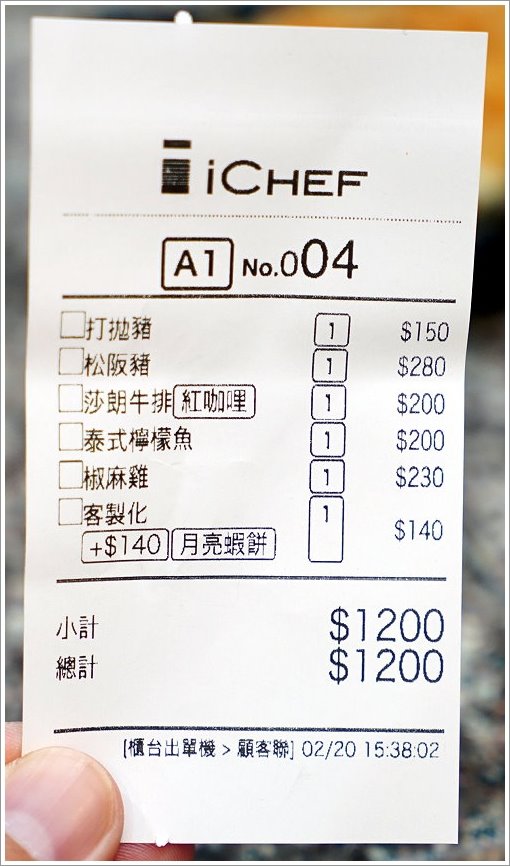 iCHEF
A1 No.004
打拋豬 1 $150
松阪豬 1 $280
莎朗牛排 紅咖哩 1 $200
泰式檸檬魚 1 $200
椒麻雞 1 $230
客製化 1 $140
+$140 月亮蝦餅
小計 $1200
總計 $1200
[櫃台出單機 > 顧客聯] 02/20 15:38:02